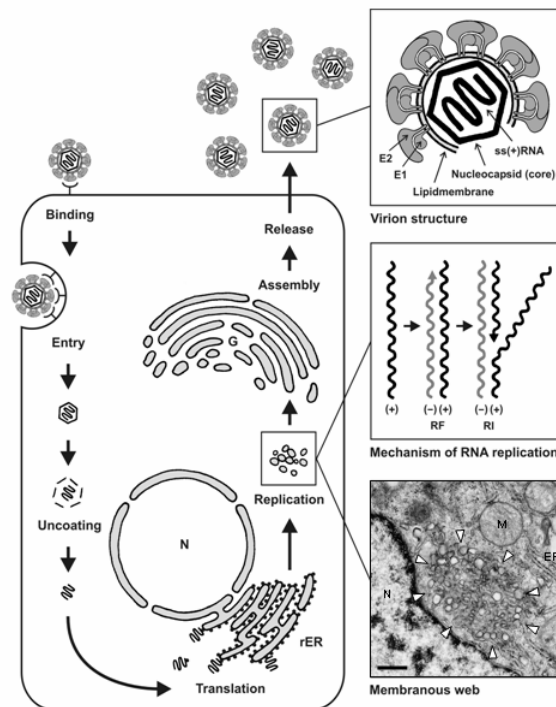 Binding
Entry
Uncoating
N
Translation
rER
Replication
G
Assembly
Release
E2
E1
ss(+)RNA
Nucleocapsid (core)
Lipidmembrane
Virion structure
(+) (−) (+) (−) (+)
RF RI
Mechanism of RNA replication
M
ER
N
Membranous web